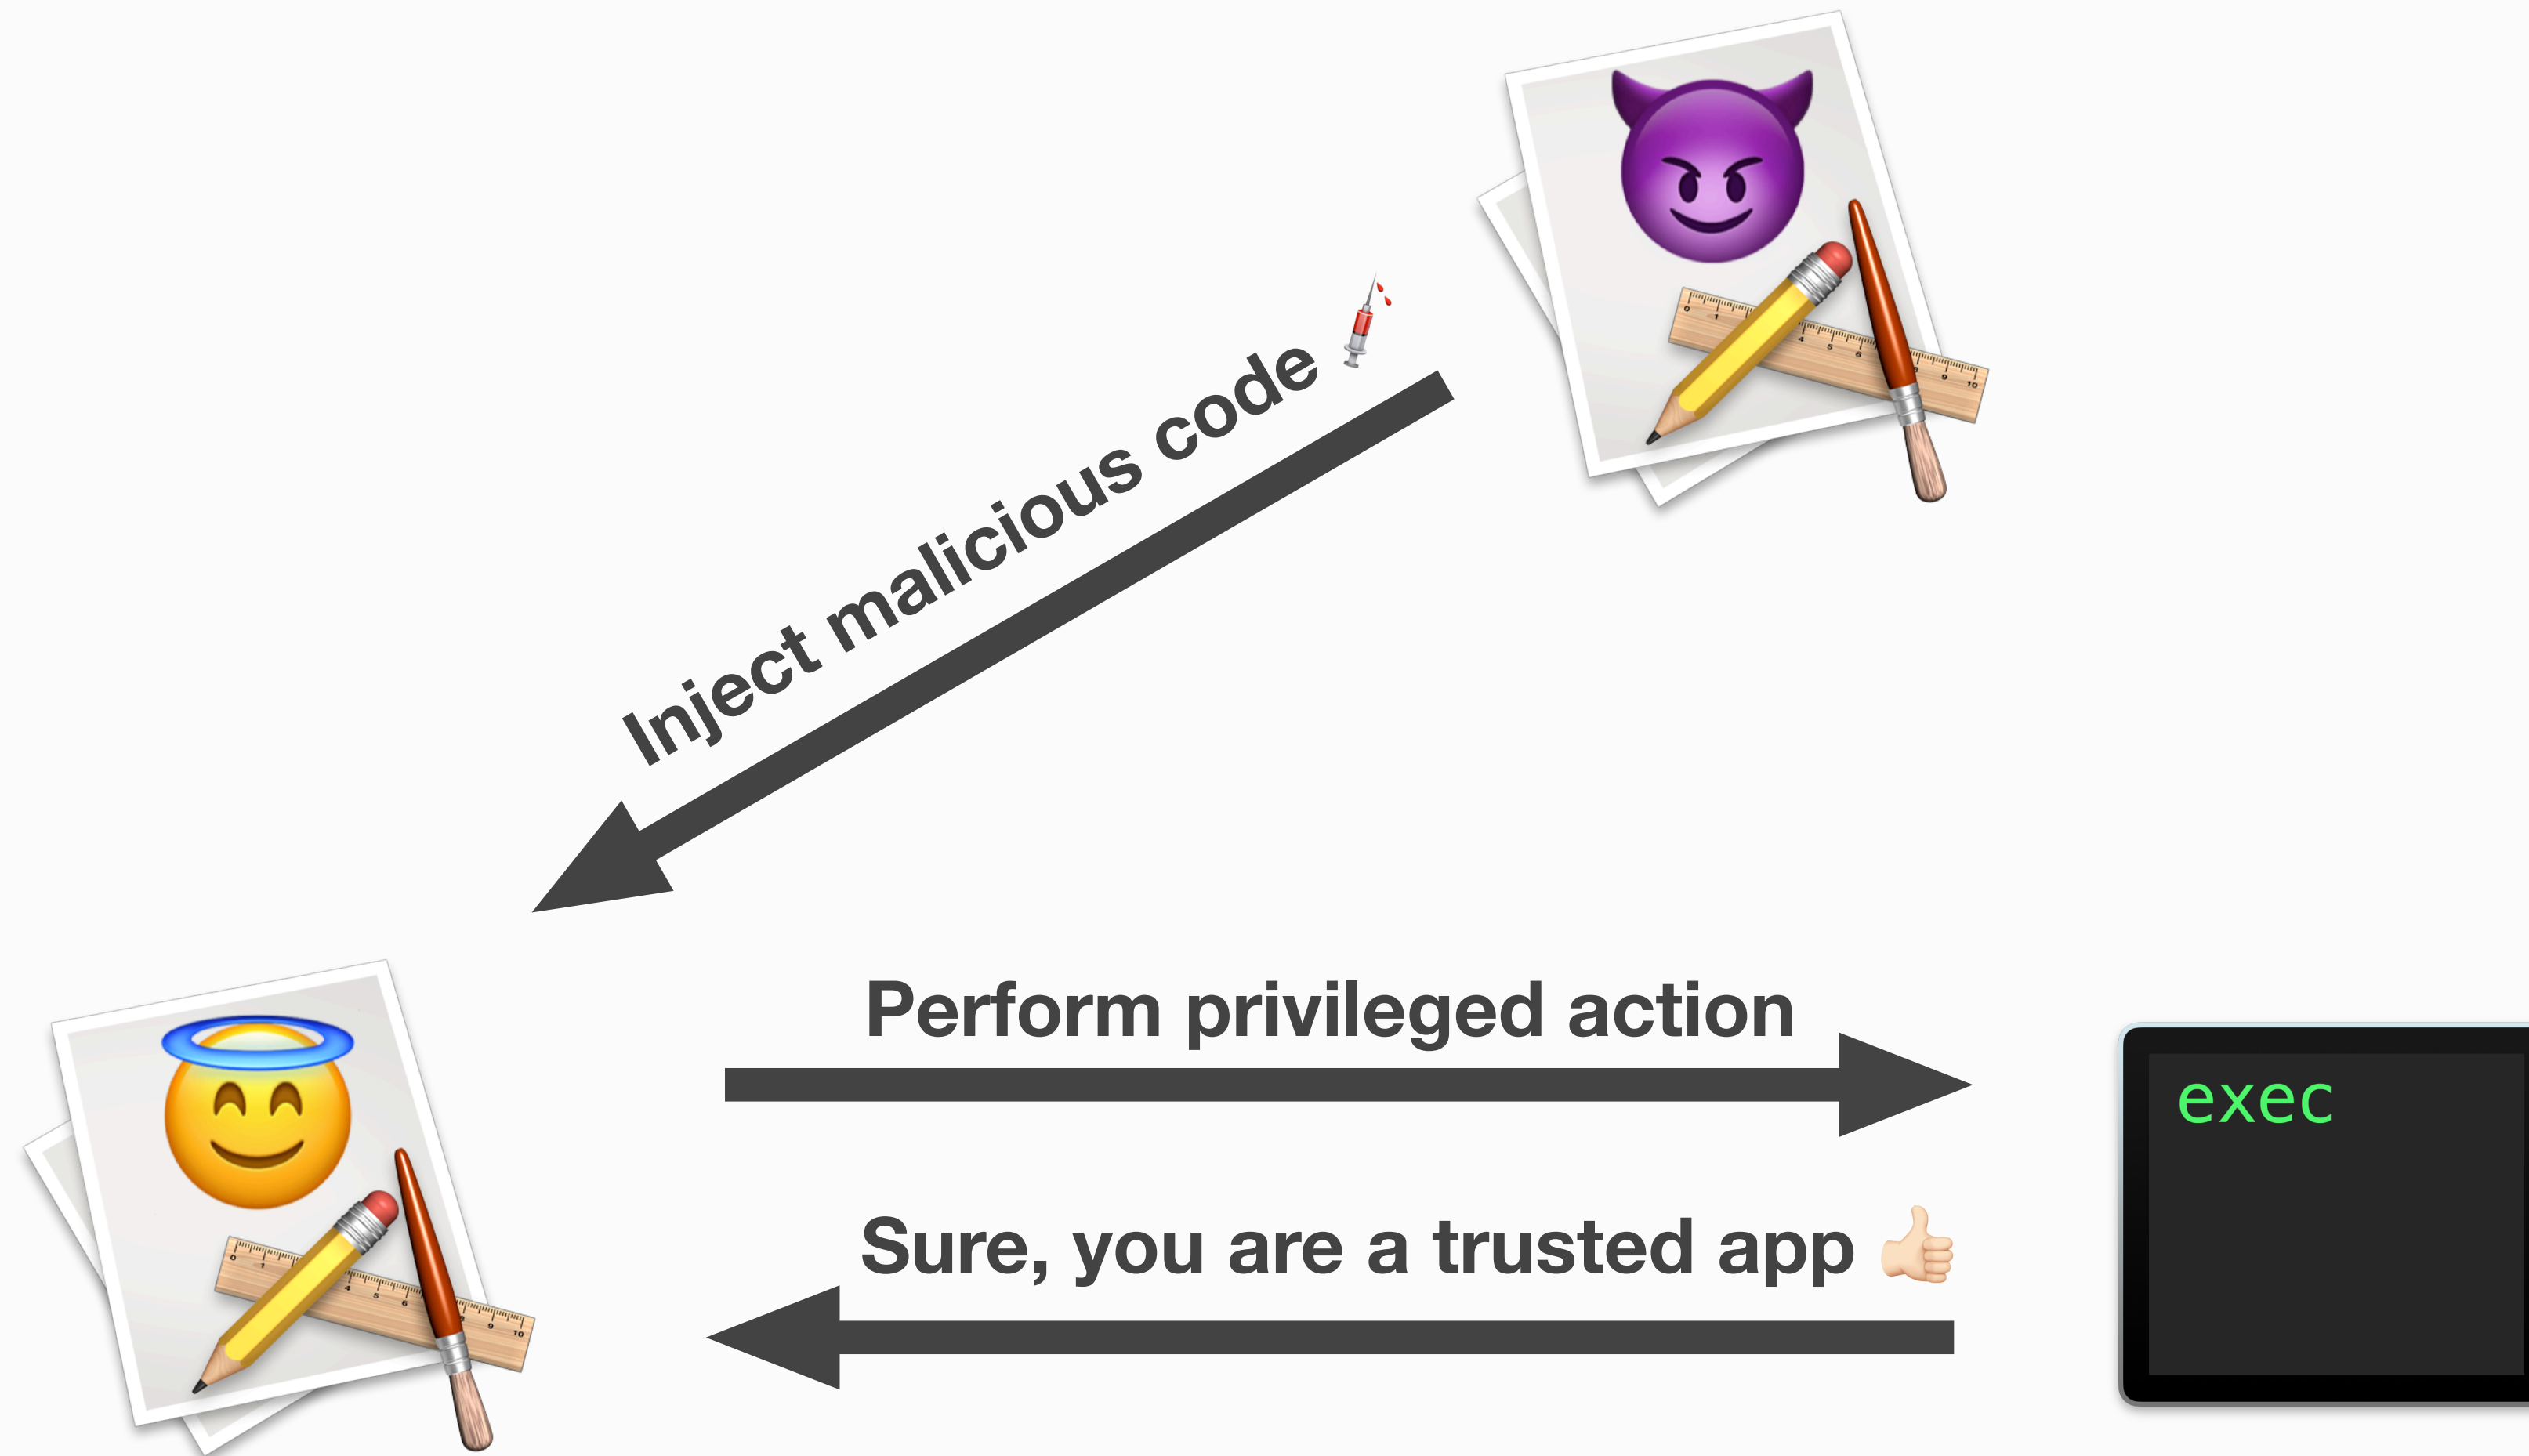 Inject malicious code 💉
Perform privileged action
exec
Sure, you are a trusted app 👍🏻